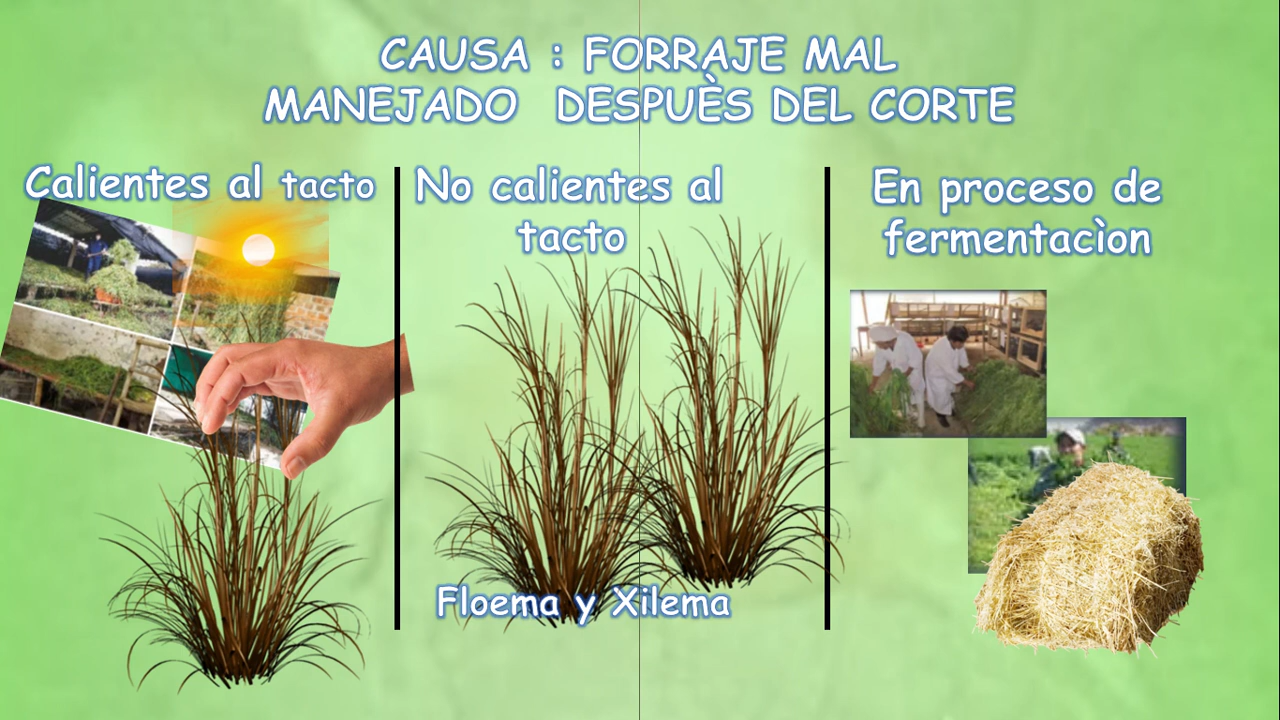 CAUSA : FORRAJE MAL
MANEJADO DESPUÈS DEL CORTE
Calientes al tacto
No calientes al
tacto
Floema y Xilema
En proceso de
fermentaciòn